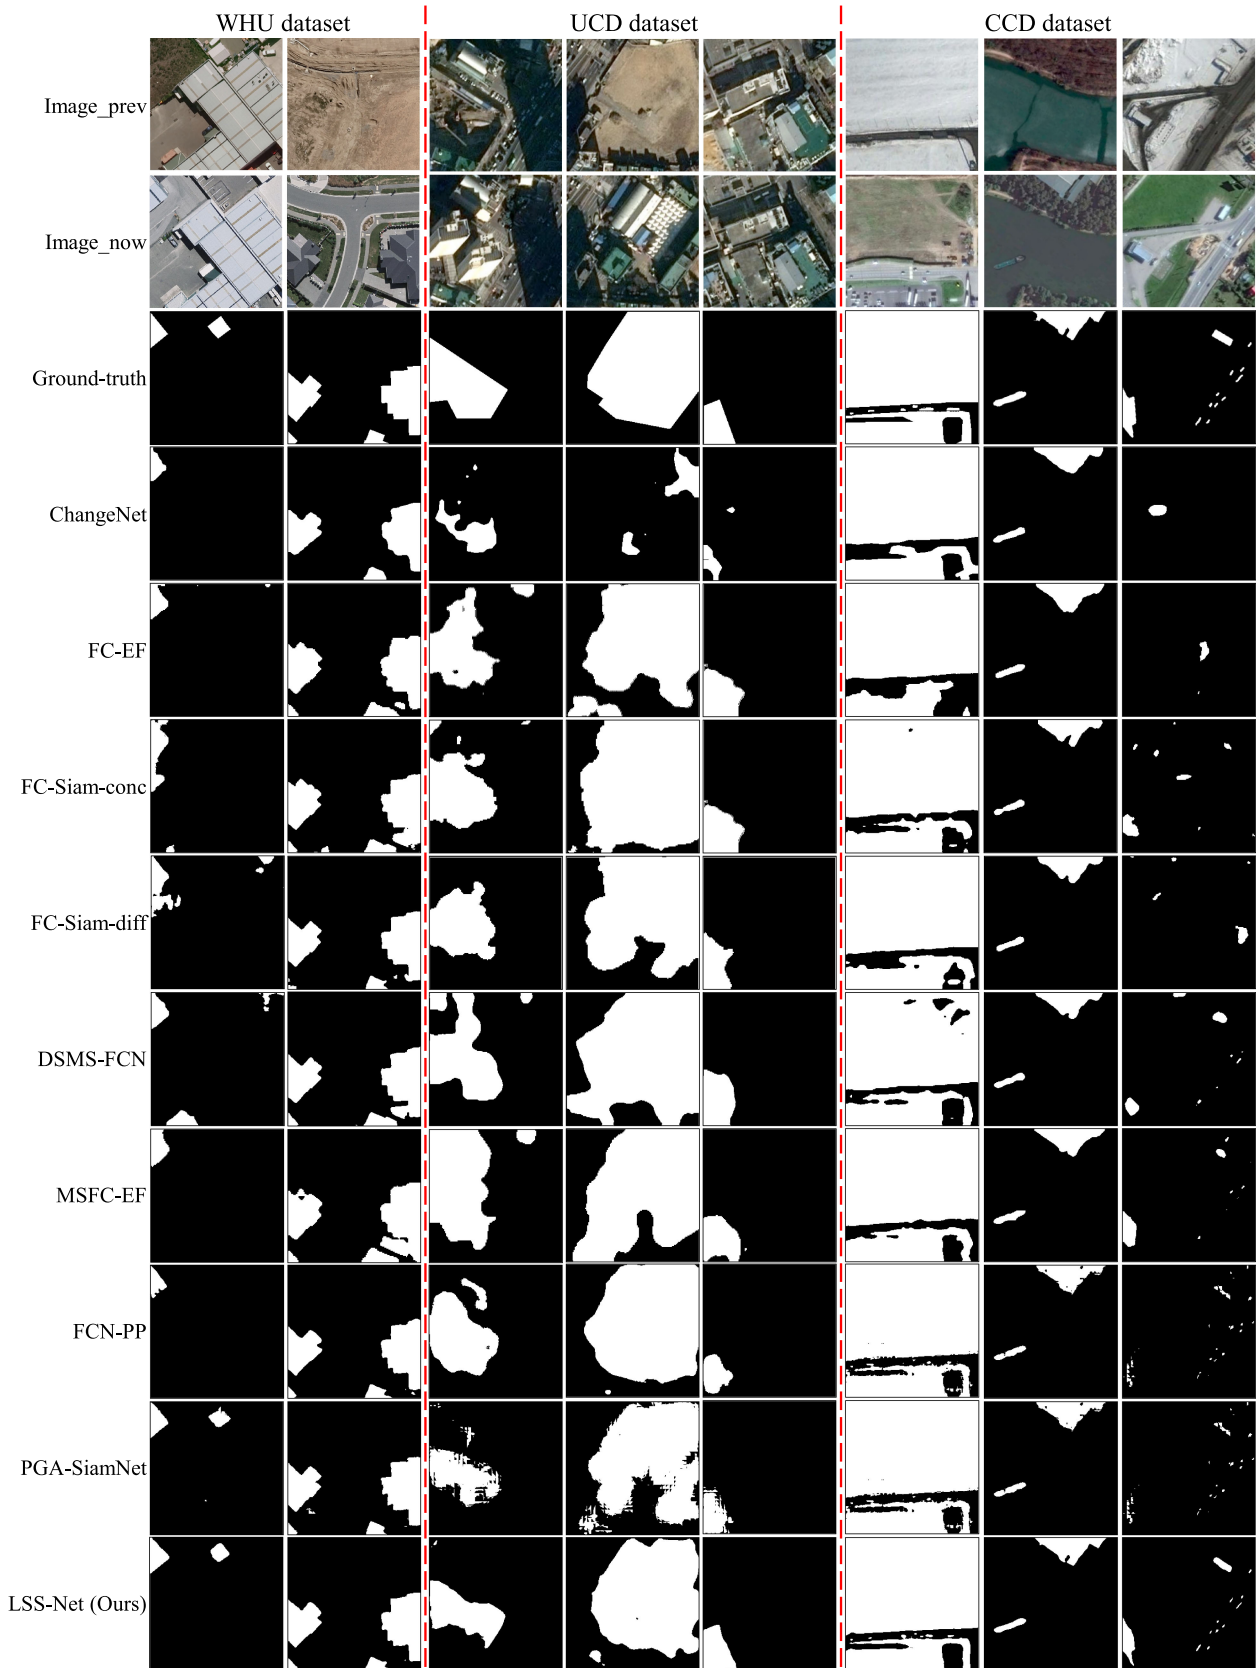 WHU dataset
UCD dataset
CCD dataset
Image_prev
Image_now
Ground-truth
ChangeNet
FC-EF
FC-Siam-conc
FC-Siam-diff
DSMS-FCN
MSFC-EF
FCN-PP
PGA-SiamNet
LSS-Net (Ours)